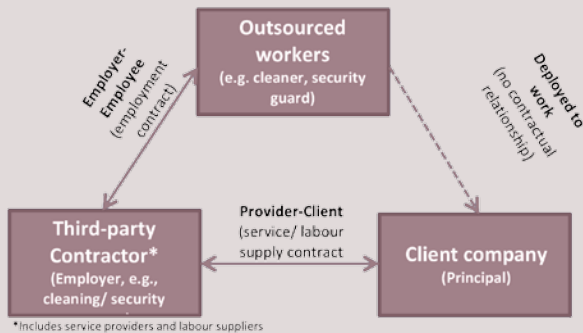 Outsourced
workers
(e.g. cleaner, security
guard)
Employer-
Employee
(employment
contract)
Deployed to
work
(no contractual
relationship)
Provider-Client
(service/ labour
supply contract
Third-party
Contractor*
(Employer, e.g.,
cleaning/ security
Client company
(Principal)
*Includes service providers and labour suppliers